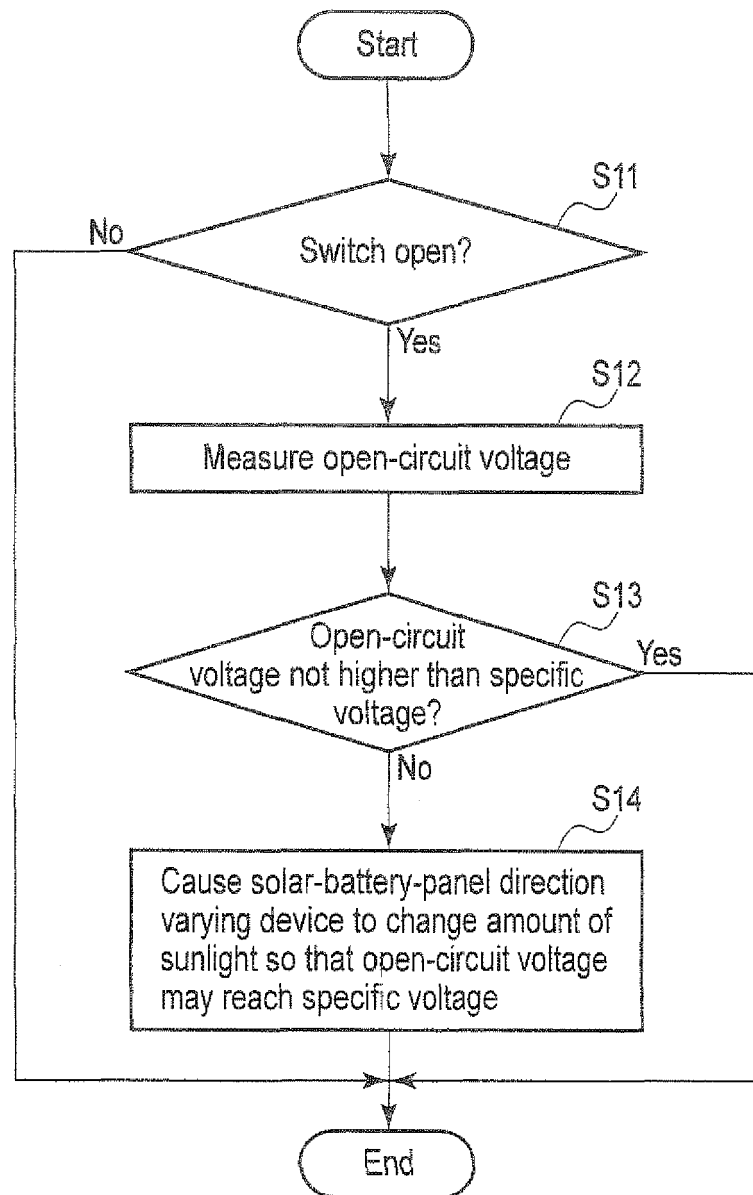 Start
S11
No
Switch open?
Yes
S12
Measure open-circuit voltage
S13
Open-circuit
voltage not higher than specific
voltage?
Yes
No
S14
Cause solar-battery-panel direction
varying device to change amount of
sunlight so that open-circuit voltage
may reach specific voltage
End